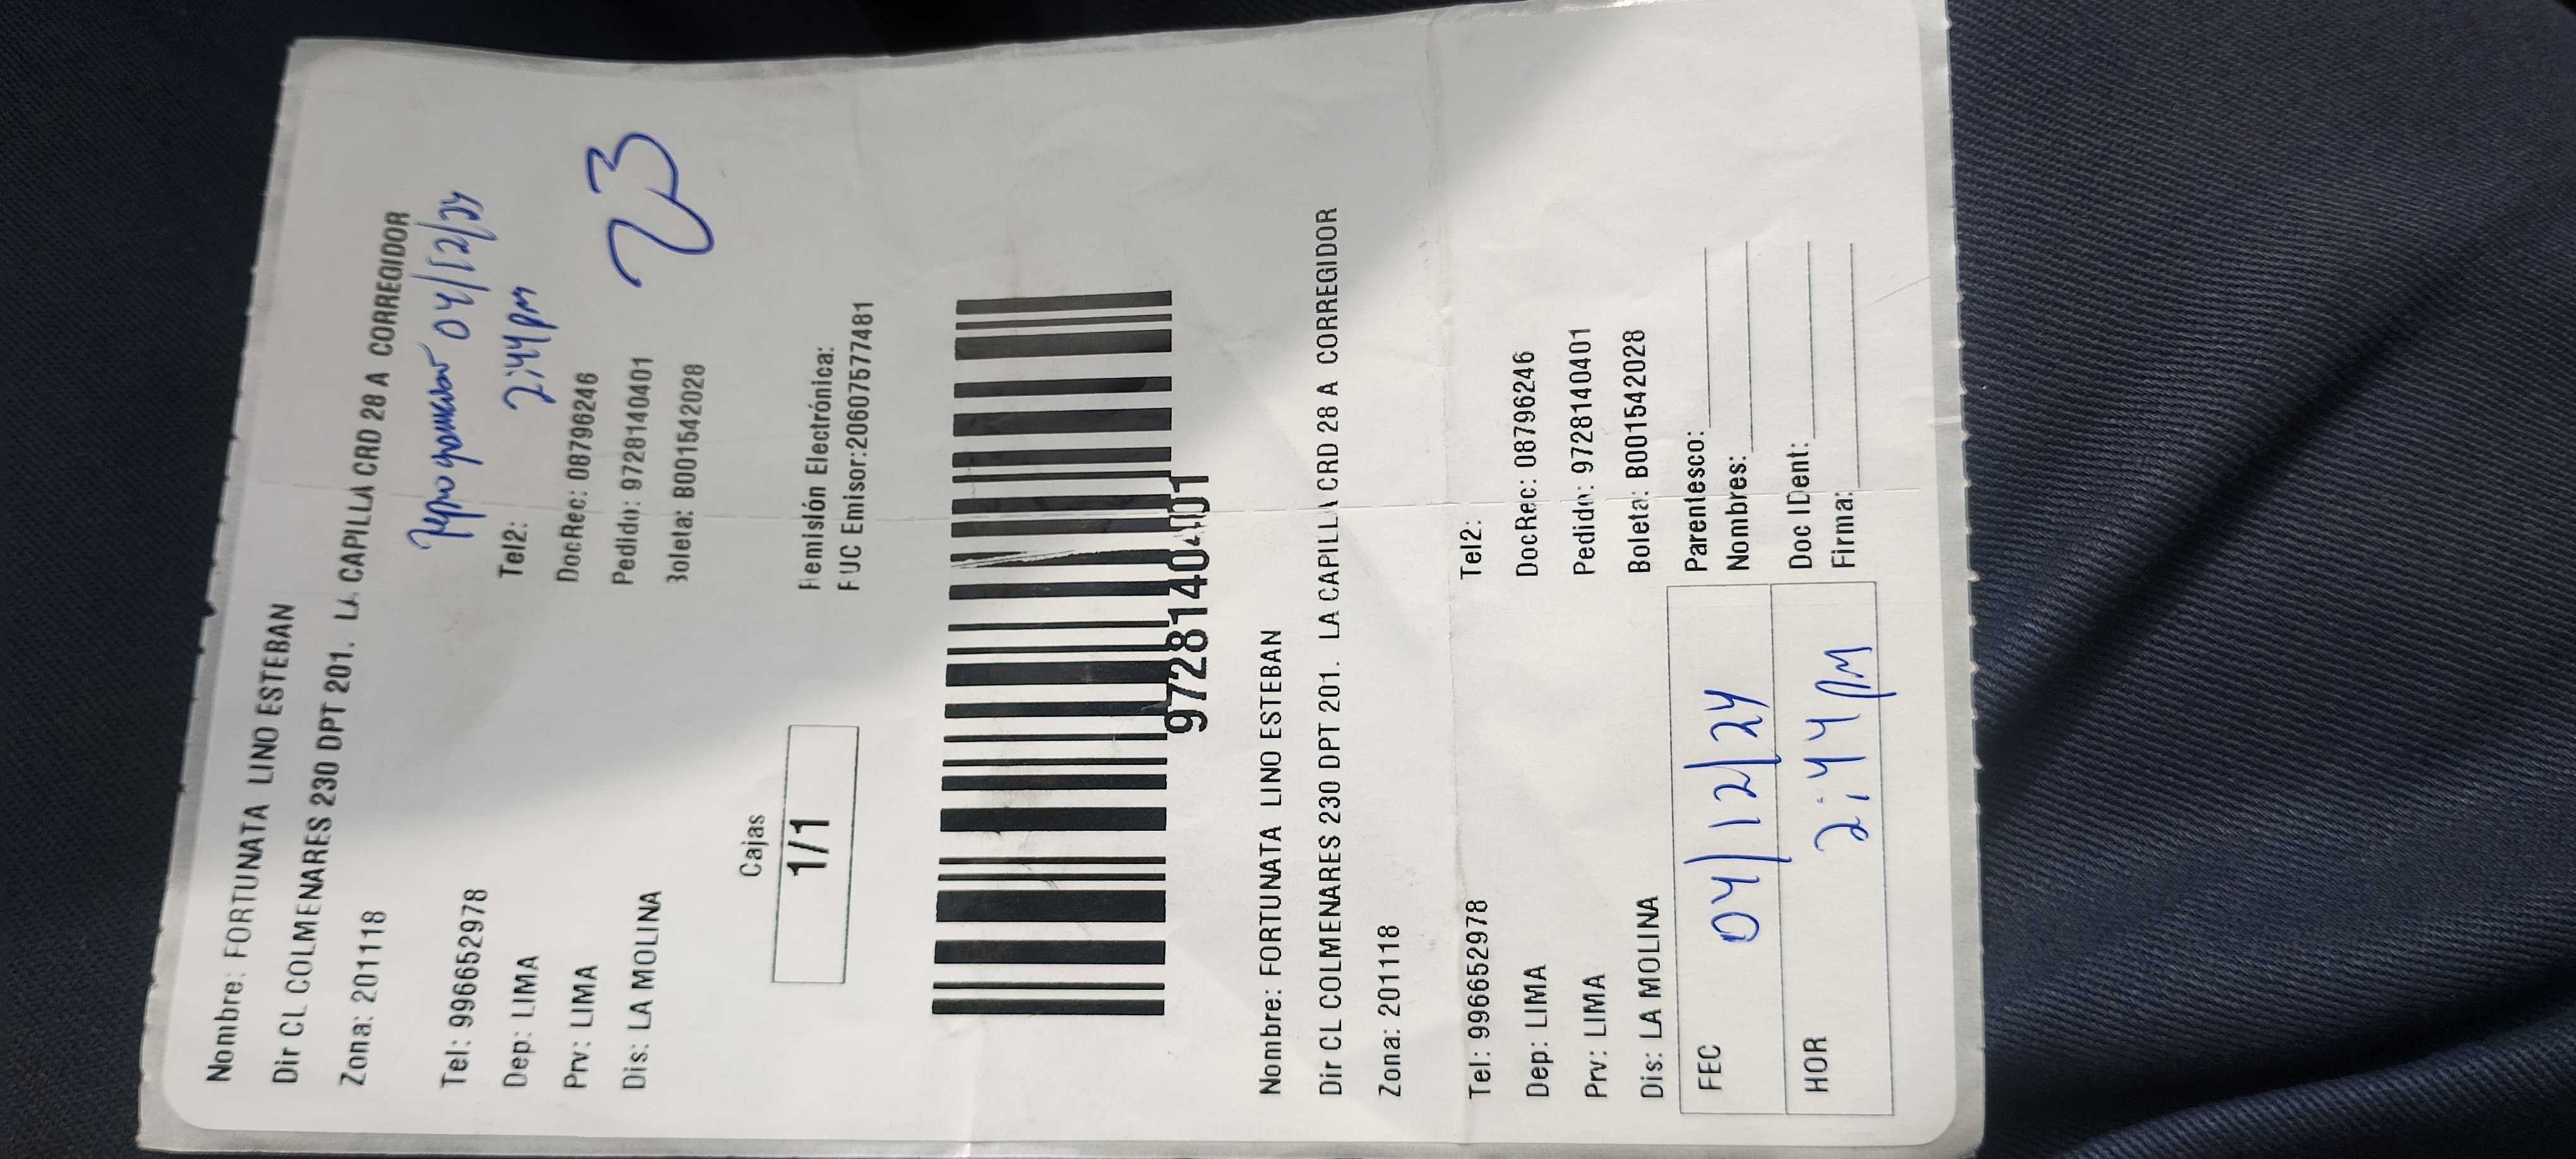 Nombre: FORTUNATA LINO ESTEBAN
Dir CL COLMENARES 230 DPT 201. LA CAPILLA CRD 28 A CORREGIDOR
Zona: 201118
04/12/24
2:44 pm
Tel: 996652978 Tel2:
Dep: LIMA DocRec: 08796246
Prv: LIMA Pedido: 9728140401
Dis: LA MOLINA Boleta: B001542028
23
Cajas
1/1
Remisión Electrónica:
RUC Emisor:20607577481
9728140401
Nombre: FORTUNATA LINO ESTEBAN
Dir CL COLMENARES 230 DPT 201. LA CAPILLA CRD 28 A CORREGIDOR
Zona: 201118
Tel: 996652978 Tel2:
Dep: LIMA DocRec: 08796246
Prv: LIMA Pedido: 9728140401
Dis: LA MOLINA Boleta: B001542028
FEC 04/12/24 Parentesco:
Nombres:
HOR 2:44 PM Doc IDent:
Firma: